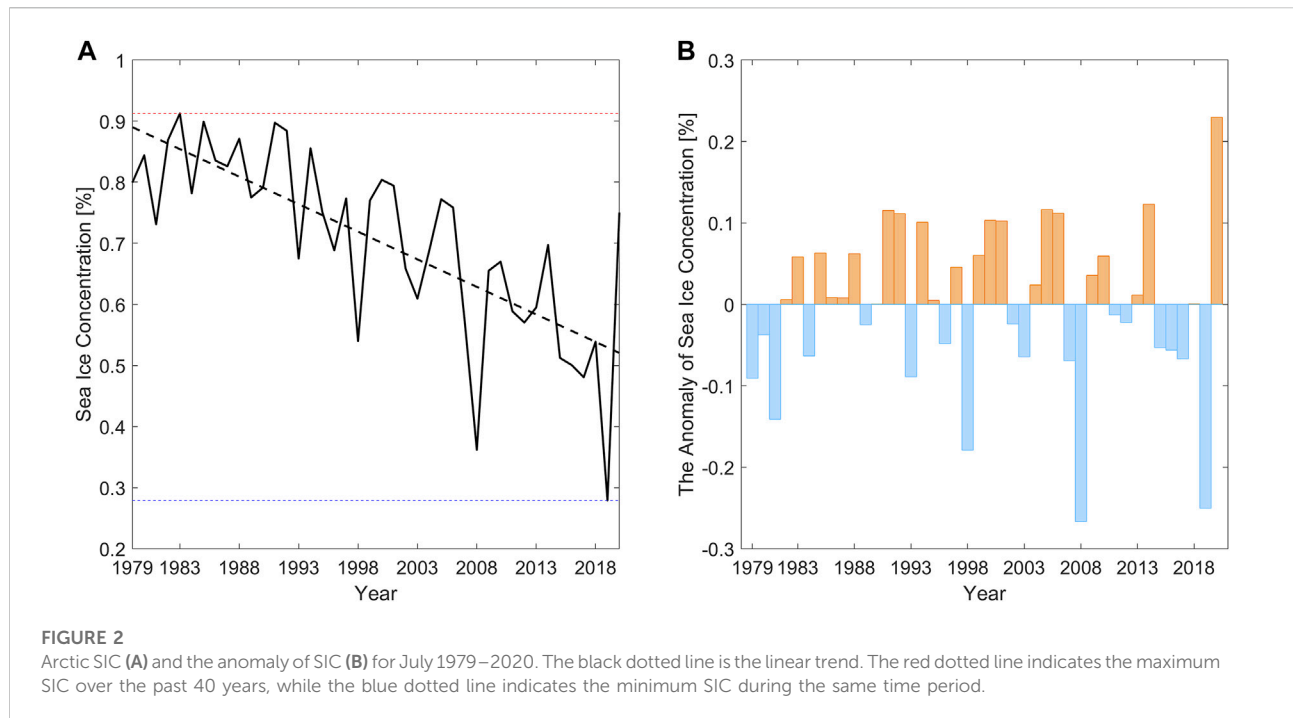 A
Sea Ice Concentration [%]
1
0.9
0.8
0.7
0.6
0.5
0.4
0.3
0.2
1979 1983 1988 1993 1998 2003 2008 2013 2018
Year
B
The Anomaly of Sea Ice Concentration [%]
0.3
0.2
0.1
0
-0.1
-0.2
-0.3
1979 1983 1988 1993 1998 2003 2008 2013 2018
Year
FIGURE 2
Arctic SIC (A) and the anomaly of SIC (B) for July 1979–2020. The black dotted line is the linear trend. The red dotted line indicates the maximum
SIC over the past 40 years, while the blue dotted line indicates the minimum SIC during the same time period.